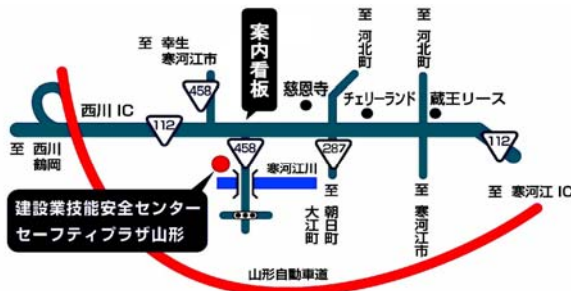 至 幸生
寒河江市
458
案内看板
至 河北町
至 河北町
慈恩寺
チェリーランド
蔵王リース
西川 IC
112
458
287
112
至 西川
鶴岡
寒河江川
建設業技能安全センター
セーフティプラザ山形
至 朝日町
大江町
至 寒河江市
至 寒河江 IC
山形自動車道